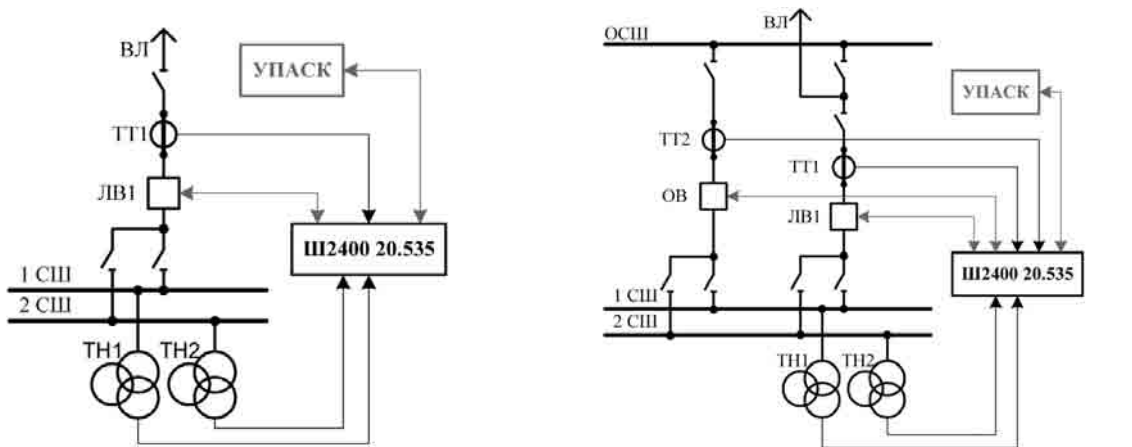 ВЛ
УПАСК
ТТ1
ЛВ1
Ш2400 20.535
1 СШ
2 СШ
ТН1
ТН2
ОСШ
ВЛ
УПАСК
ТТ2
ТТ1
ОВ
ЛВ1
Ш2400 20.535
1 СШ
2 СШ
ТН1
ТН2